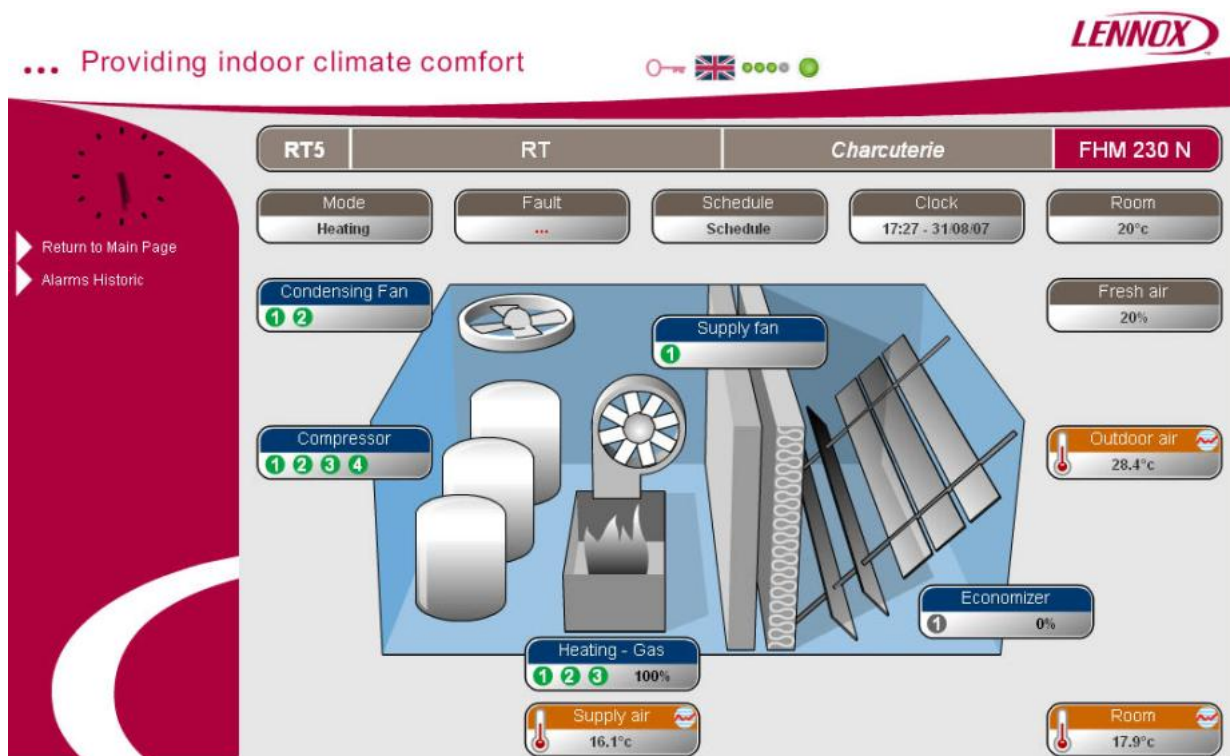 LENNOX
... Providing indoor climate comfort
RT5 RT Charcuterie FHM 230 N
Mode Fault Schedule Clock Room
Heating ... Schedule 17:27 - 31/08/07 20°c
Return to Main Page
Alarms Historic
Condensing Fan
1 2
Supply fan
1
Fresh air
20%
Compressor
1 2 3 4
Outdoor air
28.4°c
Economizer
1 0%
Heating - Gas
1 2 3 100%
Supply air
16.1°c
Room
17.9°c